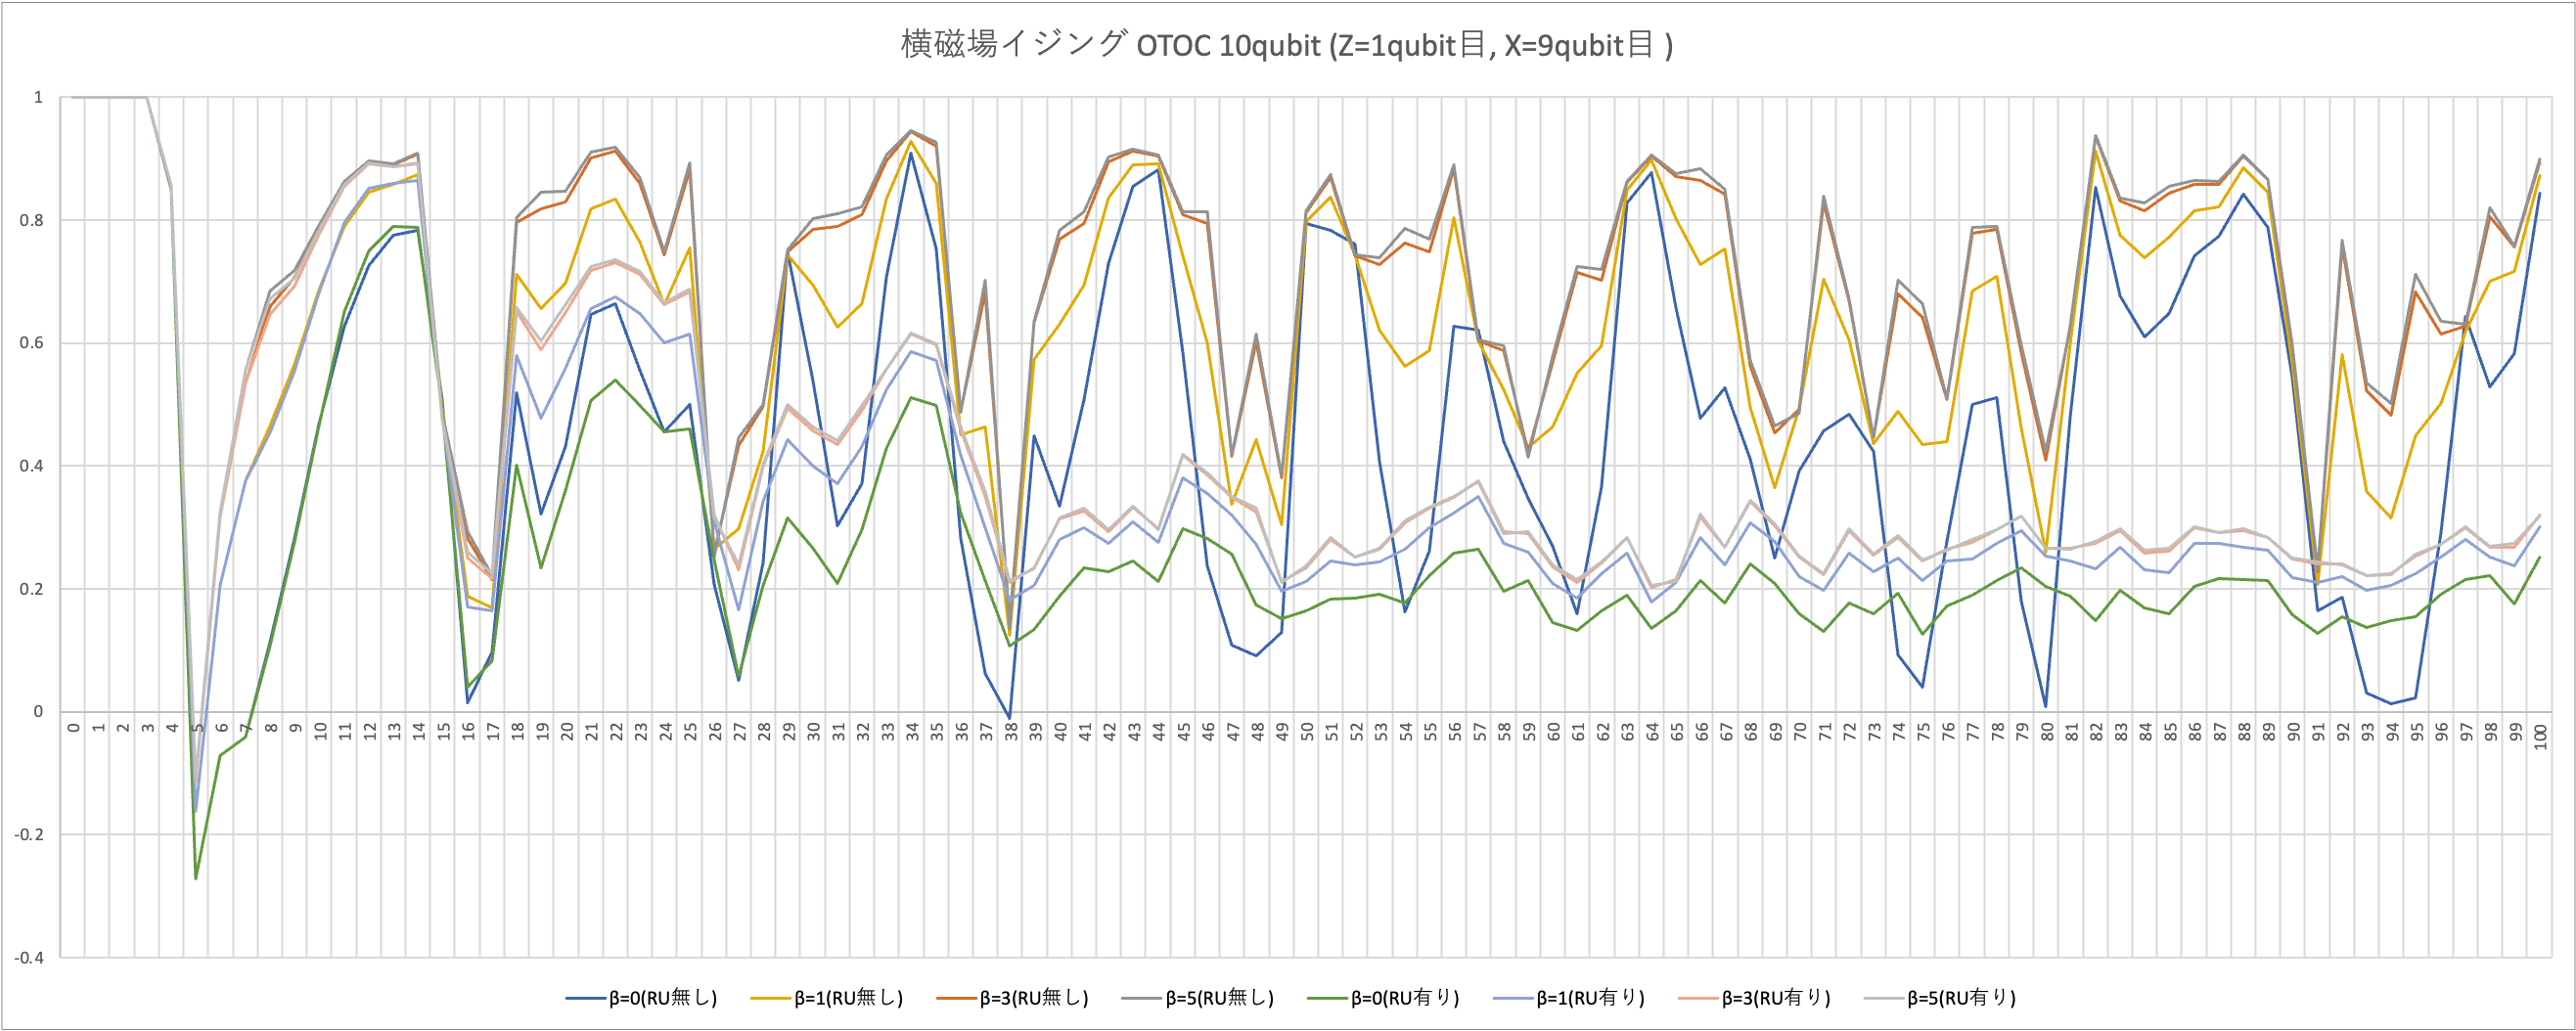 横磁場イジング OTOC 10qubit (Z=1qubit目, X=9qubit目 )
1
0.8
0.6
0.4
0.2
0
-0.2
-0.4
0 1 2 3 4 5 6 7 8 9 10 11 12 13 14 15 16 17 18 19 20 21 22 23 24 25 26 27 28 29 30 31 32 33 34 35 36 37 38 39 40 41 42 43 44 45 46 47 48 49 50 51 52 53 54 55 56 57 58 59 60 61 62 63 64 65 66 67 68 69 70 71 72 73 74 75 76 77 78 79 80 81 82 83 84 85 86 87 88 89 90 91 92 93 94 95 96 97 98 99 100
β=0(RU無し) β=1(RU無し) β=3(RU無し) β=5(RU無し) β=0(RU有り) β=1(RU有り) β=3(RU有り) β=5(RU有り)